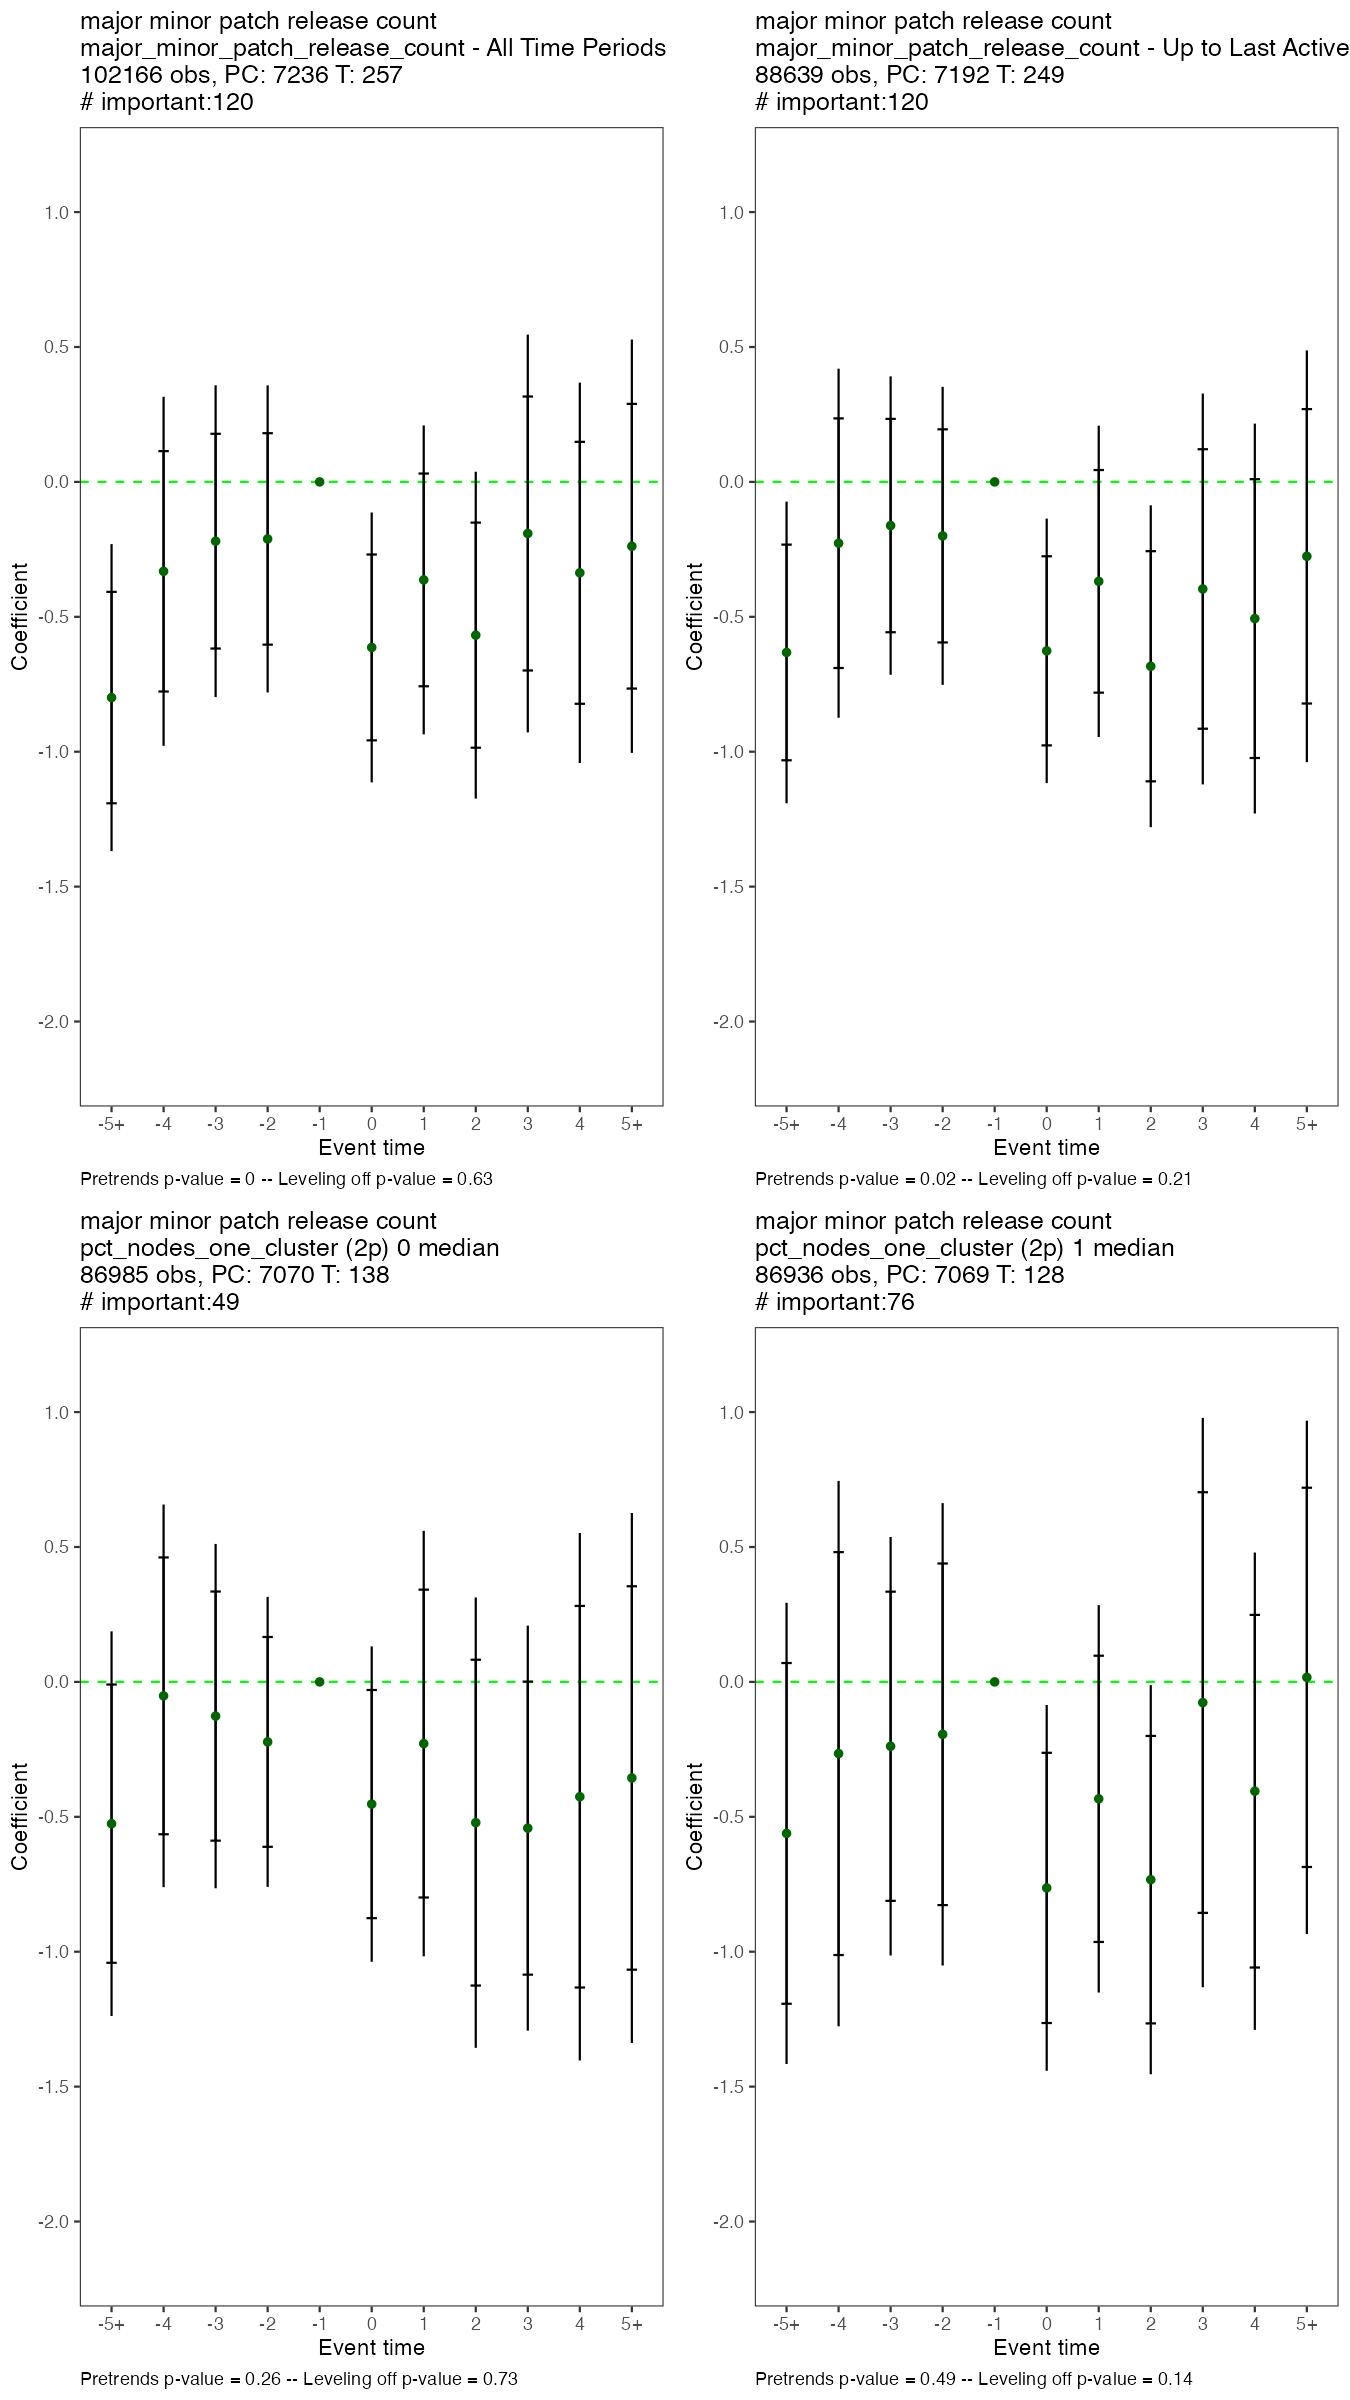 major minor patch release count
major_minor_patch_release_count - All Time Periods
102166 obs, PC: 7236 T: 257
# important:120
1.0
0.5
0.0
-0.5
-1.0
-1.5
-2.0
Coefficient
-5+ -4 -3 -2 -1 0 1 2 3 4 5+
Event time
Pretrends p-value = 0 -- Leveling off p-value = 0.63
major minor patch release count
major_minor_patch_release_count - Up to Last Active
88639 obs, PC: 7192 T: 249
# important:120
1.0
0.5
0.0
-0.5
-1.0
-1.5
-2.0
Coefficient
-5+ -4 -3 -2 -1 0 1 2 3 4 5+
Event time
Pretrends p-value = 0.02 -- Leveling off p-value = 0.21
major minor patch release count
pct_nodes_one_cluster (2p) 0 median
86985 obs, PC: 7070 T: 138
# important:49
1.0
0.5
0.0
-0.5
-1.0
-1.5
-2.0
Coefficient
-5+ -4 -3 -2 -1 0 1 2 3 4 5+
Event time
Pretrends p-value = 0.26 -- Leveling off p-value = 0.73
major minor patch release count
pct_nodes_one_cluster (2p) 1 median
86936 obs, PC: 7069 T: 128
# important:76
1.0
0.5
0.0
-0.5
-1.0
-1.5
-2.0
Coefficient
-5+ -4 -3 -2 -1 0 1 2 3 4 5+
Event time
Pretrends p-value = 0.49 -- Leveling off p-value = 0.14